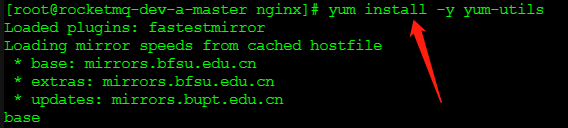 [root@rocketmq-dev-a-master nginx]# yum install -y yum-utils
Loaded plugins: fastestmirror
Loading mirror speeds from cached hostfile
 * base: mirrors.bfsu.edu.cn
 * extras: mirrors.bfsu.edu.cn
 * updates: mirrors.bupt.edu.cn
base